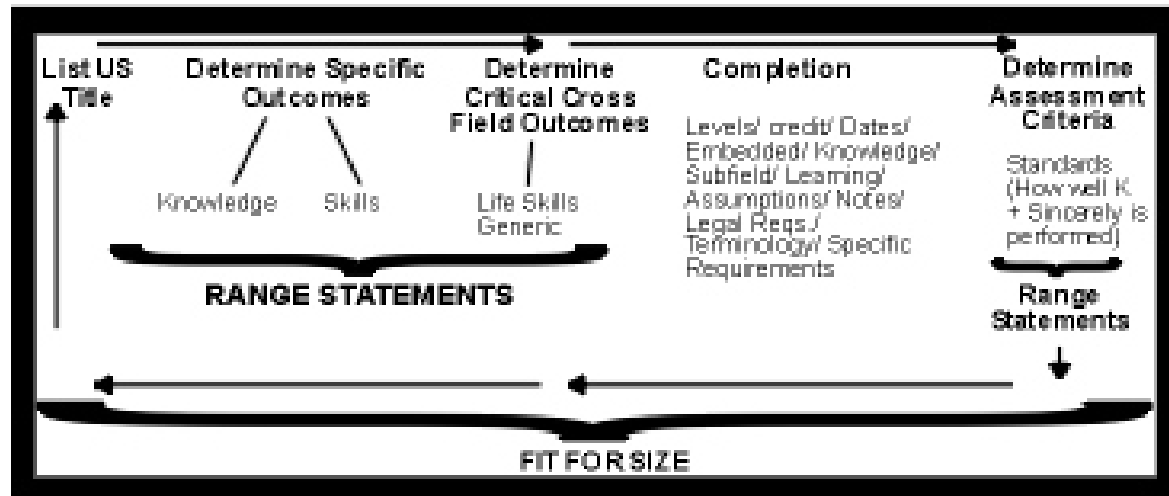 List US
Title
Determine Specific
Outcomes
Knowledge
Skills
Determine
Critical Cross
Field Outcomes
Life Skills
Generic
RANGE STATEMENTS
Completion
Levels/ credit/ Dates/
Embedded/ Knowledge/
Subfield/ Learning/
Assumptions/ Notes/
Legal Reqs./
Terminology/ Specific
Requirements
Determine
Assessment
Criteria
Standards
(How well K
+ Sincerely is
performed)
Range
Statements
FIT FOR SIZE